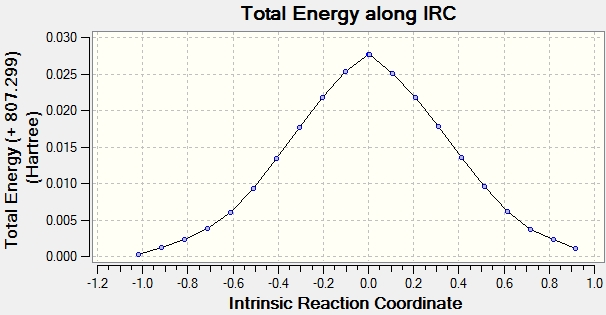 Total Energy along IRC
Total Energy (+ 807.299)
(Hartree)
0.030
0.025
0.020
0.015
0.010
0.005
0.000
-1.2 -1.0 -0.8 -0.6 -0.4 -0.2 0.0 0.2 0.4 0.6 0.8 1.0
Intrinsic Reaction Coordinate